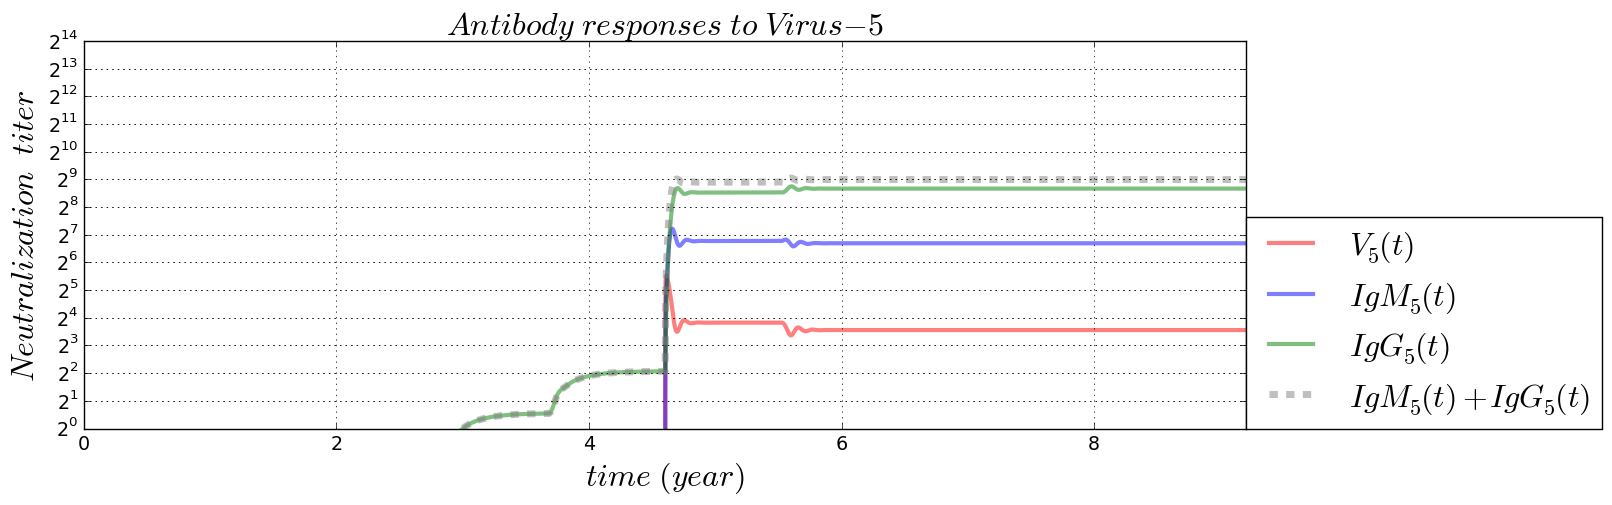 Antibody responses to Virus−5
2^14
2^13
2^12
2^11
2^10
2^9
2^8
2^7
2^6
2^5
2^4
2^3
2^2
2^1
2^0
Neutralization titer
0 2 4 6 8
time (year)
V_5(t)
IgM_5(t)
IgG_5(t)
IgM_5(t)+IgG_5(t)